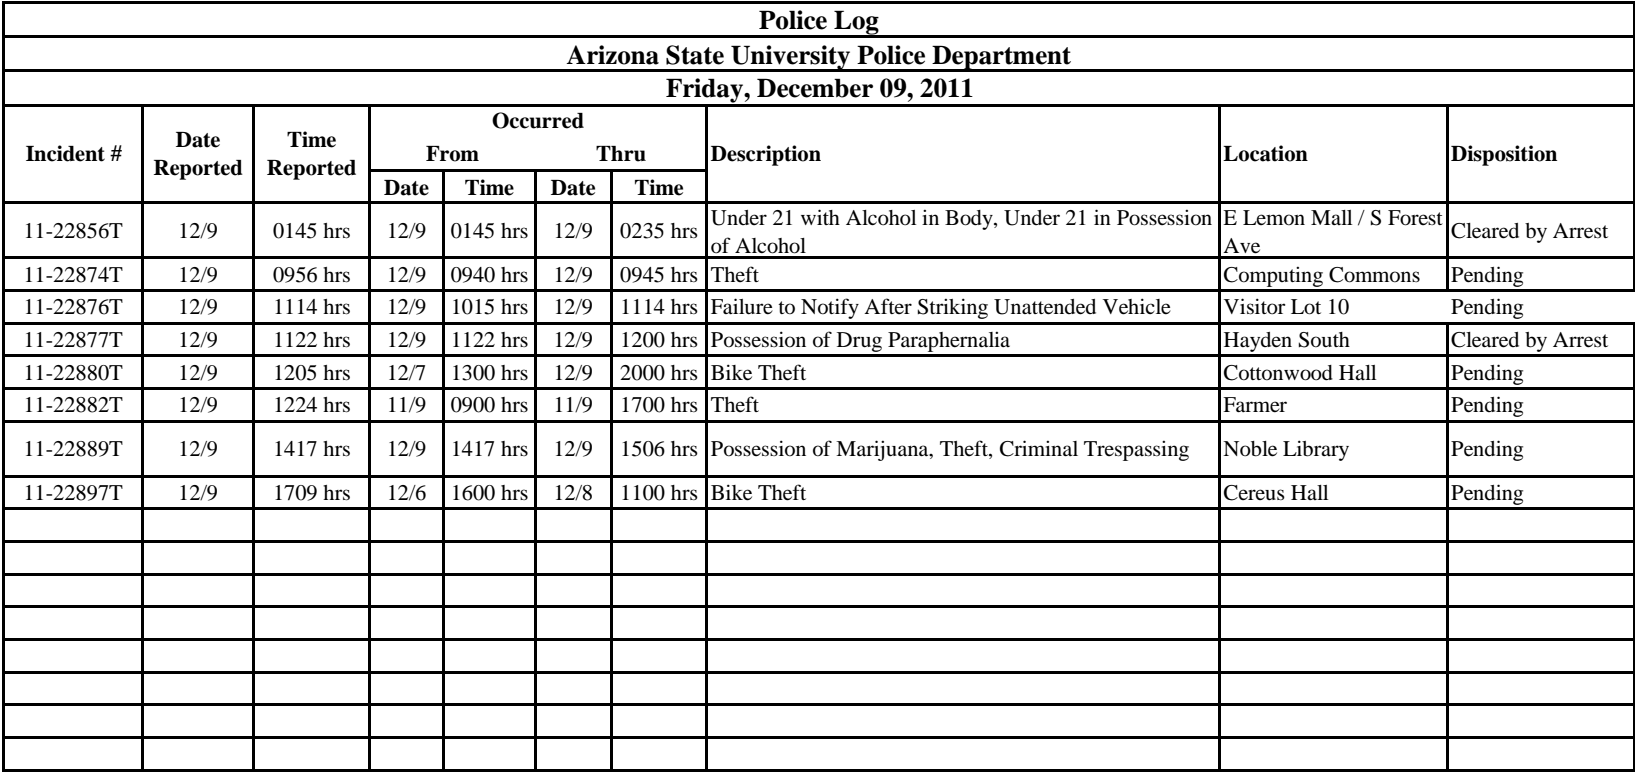 Police Log
Arizona State University Police Department
Friday, December 09, 2011
Incident # Date Reported Time Reported Occurred From Thru Description Location Disposition
Date Time Date Time
11-22856T 12/9 0145 hrs 12/9 0145 hrs 12/9 0235 hrs Under 21 with Alcohol in Body, Under 21 in Possession of Alcohol E Lemon Mall / S Forest Ave Cleared by Arrest
11-22874T 12/9 0956 hrs 12/9 0940 hrs 12/9 0945 hrs Theft Computing Commons Pending
11-22876T 12/9 1114 hrs 12/9 1015 hrs 12/9 1114 hrs Failure to Notify After Striking Unattended Vehicle Visitor Lot 10 Pending
11-22877T 12/9 1122 hrs 12/9 1122 hrs 12/9 1200 hrs Possession of Drug Paraphernalia Hayden South Cleared by Arrest
11-22880T 12/9 1205 hrs 12/7 1300 hrs 12/9 2000 hrs Bike Theft Cottonwood Hall Pending
11-22882T 12/9 1224 hrs 11/9 0900 hrs 11/9 1700 hrs Theft Farmer Pending
11-22889T 12/9 1417 hrs 12/9 1417 hrs 12/9 1506 hrs Possession of Marijuana, Theft, Criminal Trespassing Noble Library Pending
11-22897T 12/9 1709 hrs 12/6 1600 hrs 12/8 1100 hrs Bike Theft Cereus Hall Pending